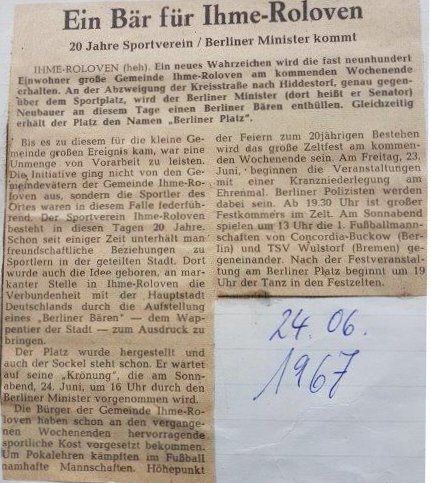 Ein Bär für Ihme-Roloven
20 Jahre Sportverein / Berliner Minister kommt
IHME-ROLOVEN (heh). Ein neues Wahrzeichen wird die fast neunhundert
Einwohner große Gemeinde Ihme-Roloven am kommenden Wochenende
erhalten. An der Abzweigung der Kreisstraße nach Hiddestorf, genau gegen-
über dem Sportplatz, wird der Berliner Minister (dort heißt er Senator)
Neubauer an diesem Tage einen Berliner Bären enthüllen. Gleichzeitig
erhält der Platz den Namen „Berliner Platz".
Bis es zu diesem für die kleine Ge-
meinde großen Ereignis kam, war eine
Unmenge von Vorarbeit zu leisten.
Die Initiative ging nicht von den Ge-
meindevätern der Gemeinde Ihme-Ro-
loven aus, sondern die Sportler des
Ortes waren in diesem Falle federfüh-
rend. Der Sportverein Ihme-Roloven
besteht in diesen Tagen 20 Jahre.
Schon seit einiger Zeit unterhält man
freundschaftliche Beziehungen zu
Sportlern in der geteilten Stadt. Dort
wurde auch die Idee geboren, an mar-
kanter Stelle in Ihme-Roloven die
Verbundenheit mit der Hauptstadt
Deutschlands durch die Aufstellung
eines „Berliner Bären" — dem Wap-
pentier der Stadt — zum Ausdruck zu
bringen.
Der Platz wurde hergestellt und
auch der Sockel steht schon. Er wartet
auf seine „Krönung", die am Sonn-
abend, 24. Juni, um 16 Uhr durch den
Berliner Minister vorgenommen wird.
Die Bürger der Gemeinde Ihme-Ro-
loven haben schon an den vergange-
nen Wochenenden hervorragende
sportliche Kost vorgesetzt bekommen.
Um Pokalehren kämpften im Fußball
namhafte Mannschaften. Höhepunkt
der Feiern zum 20jährigen Bestehen
wird das große Zeltfest am kommen-
den Wochenende sein. Am Freitag, 23.
Juni, beginnen die Veranstaltungen
mit einer Kranzniederlegung am
Ehrenmal. Berliner Polizisten werden
dabei sein. Ab 19.30 Uhr ist großer
Festkommers im Zelt. Am Sonnabend
spielen um 13 Uhr die 1. Fußballmann-
schaften von Concordia-Buckow (Ber-
lin) und TSV Wulstorf (Bremen) ge-
geneinander. Nach der Festveranstal-
tung am Berliner Platz beginnt um 19
Uhr der Tanz in den Festzelten.
24.06.
1967